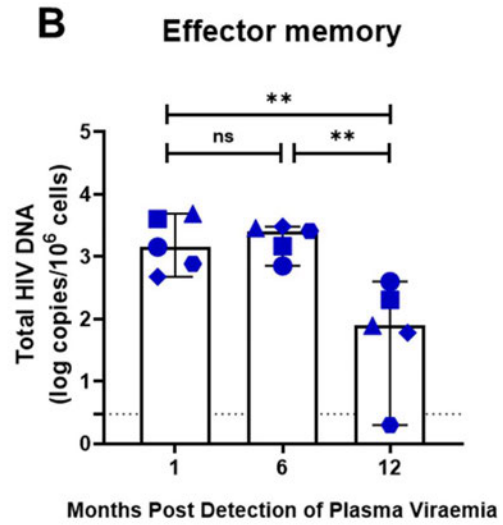 B Effector memory
**
ns **
5
4
3
2
1
0
Total HIV DNA
(log copies/10⁶ cells)
1 6 12
Months Post Detection of Plasma Viraemia